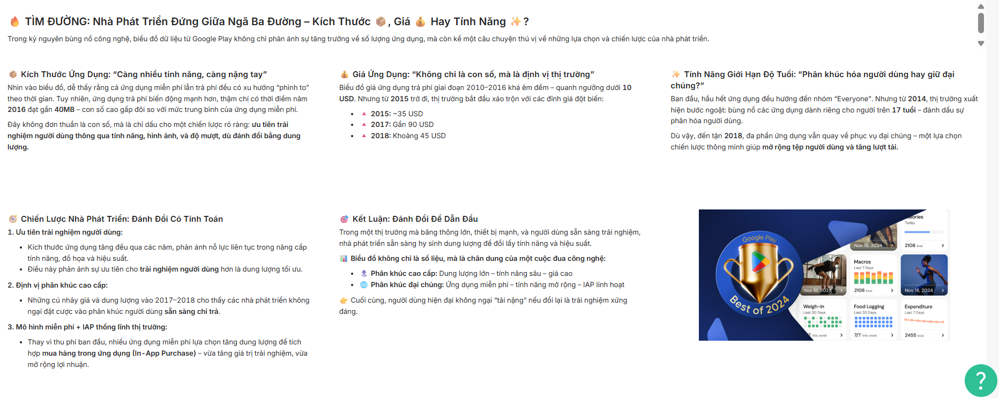 🔥 TÌM ĐƯỜNG: Nhà Phát Triển Đứng Giữa Ngã Ba Đường – Kích Thước 📦, Giá 💰 Hay Tính Năng ✨?
Trong kỷ nguyên bùng nổ công nghệ, biểu đồ dữ liệu từ Google Play không chỉ phản ánh sự tăng trưởng về số lượng ứng dụng, mà còn kể một câu chuyện thú vị về những lựa chọn và chiến lược của nhà phát triển.
📦 Kích Thước Ứng Dụng: “Càng nhiều tính năng, càng nặng tay”
Nhìn vào biểu đồ, dễ thấy rằng cả ứng dụng miễn phí lẫn trả phí đều có xu hướng “phình to”
theo thời gian. Tuy nhiên, ứng dụng trả phí biến động mạnh hơn, thậm chí có thời điểm năm
2016 đạt gần 40MB – con số cao gấp đôi so với mức trung bình của ứng dụng miễn phí.
Đây không đơn thuần là con số, mà là chỉ dấu cho một chiến lược rõ ràng: ưu tiên trải
nghiệm người dùng thông qua tính năng, hình ảnh, và độ mượt, dù đánh đổi bằng dung
lượng.
💰 Giá Ứng Dụng: “Không chỉ là con số, mà là định vị thị trường”
Biểu đồ giá ứng dụng trả phí giai đoạn 2010–2016 khá êm đềm – quanh ngưỡng dưới 10
USD. Nhưng từ 2015 trở đi, thị trường bắt đầu xáo trộn với các đỉnh giá đột biến:
• 🔺 2015: ~35 USD
• 🔺 2017: Gần 90 USD
• 🔺 2018: Khoảng 45 USD
✨ Tính Năng Giới Hạn Độ Tuổi: “Phân khúc hóa người dùng hay giữ đại
chúng?”
Ban đầu, hầu hết ứng dụng đều hướng đến nhóm “Everyone”. Nhưng từ 2014, thị trường xuất
hiện bước ngoặt: bùng nổ các ứng dụng dành riêng cho người trên 17 tuổi – đánh dấu sự
phân hóa người dùng.
Dù vậy, đến tận 2018, đa phần ứng dụng vẫn quay về phục vụ đại chúng – một lựa chọn
chiến lược thông minh giúp mở rộng tệp người dùng và tăng lượt tải.
🧭 Chiến Lược Nhà Phát Triển: Đánh Đổi Có Tính Toán
1. Ưu tiên trải nghiệm người dùng:
• Kích thước ứng dụng tăng đều qua các năm, phản ánh nỗ lực liên tục trong nâng cấp
tính năng, đồ họa và hiệu suất.
• Điều này phản ánh sự ưu tiên cho trải nghiệm người dùng hơn là dung lượng tối ưu.
2. Định vị phân khúc cao cấp:
• Những cú nhảy giá và dung lượng vào 2017–2018 cho thấy các nhà phát triển không
ngại đặt cược vào phân khúc người dùng sẵn sàng chi trả.
3. Mô hình miễn phí + IAP thống lĩnh thị trường:
• Thay vì thu phí ban đầu, nhiều ứng dụng miễn phí lựa chọn tăng dung lượng để tích
hợp mua hàng trong ứng dụng (In-App Purchase) – vừa tăng giá trị trải nghiệm, vừa
mở rộng lợi nhuận.
🎯 Kết Luận: Đánh Đổi Để Dẫn Đầu
Trong một thị trường mà băng thông lớn, thiết bị mạnh, và người dùng sẵn sàng trải nghiệm,
nhà phát triển sẵn sàng hy sinh dung lượng để đổi lấy tính năng và hiệu suất.
📊 Biểu đồ không chỉ là số liệu, mà là chân dung của một cuộc đua công nghệ:
• 🔝 Phân khúc cao cấp: Dung lượng lớn – tính năng sâu – giá cao
• 🌐 Phân khúc đại chúng: Ứng dụng miễn phí – tính năng mở rộng – IAP linh hoạt
👉 Cuối cùng, người dùng hiện đại không ngại “tải nặng” nếu đổi lại là trải nghiệm xứng
đáng.
Google Play
Best of 2024
Today
Nov 18, 2024 >
2108 kcal >
Macros
Last 7 Days
Nov 18, 2024 >
2108 kcal >
Nov 18, 2024 >
Weigh-In
Last 30 Days
this week >
Food Logging
Last 30 Days
7/7 this week >
Expenditure
Last 7 Days
2455 kcal >
?